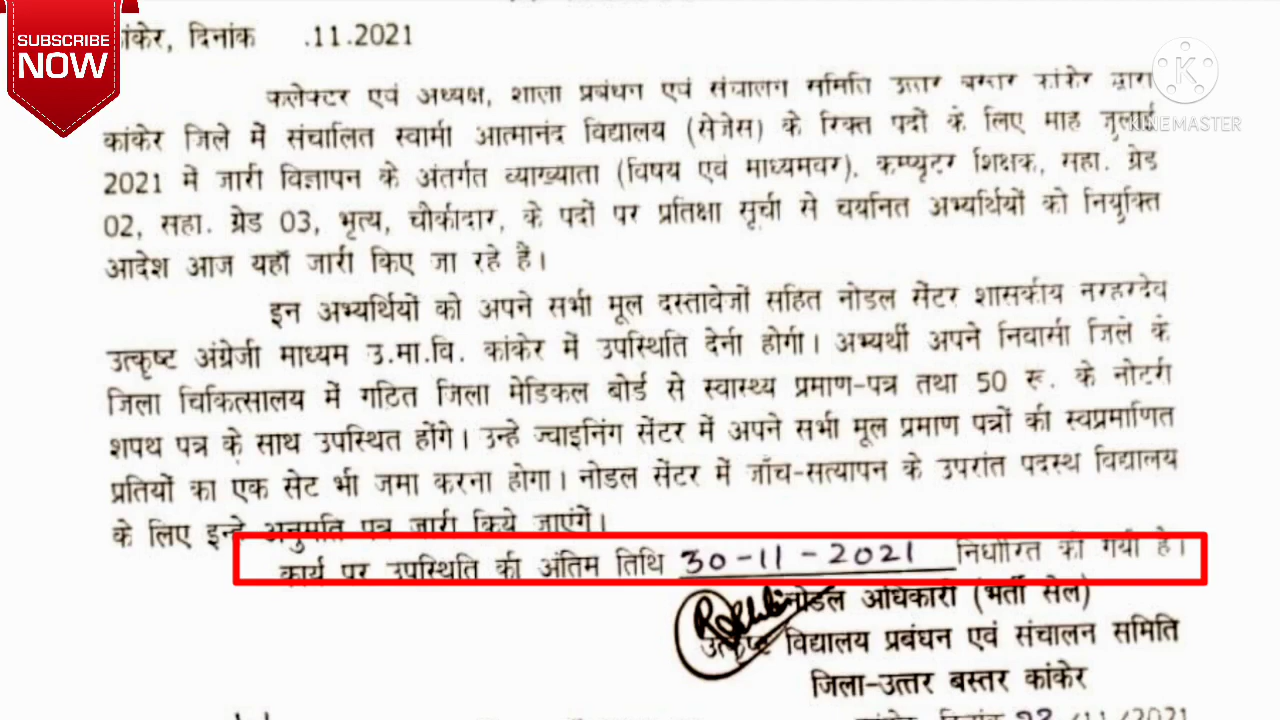 SUBSCRIBE
NOW
कांकेर, दिनांक .11.2021
K
KINEMASTER
कलेक्टर एवं अध्यक्ष, शाला प्रबंधन एवं संचालन समिति उत्तर बस्तर कांकेर द्वारा
कांकेर जिले में संचालित स्वामी आत्मानंद विद्यालय (सेजेस) के रिक्त पदों के लिए माह जुलाई
2021 में जारी विज्ञापन के अंतर्गत व्याख्याता (विषय एवं माध्यमवर), कम्प्यूटर शिक्षक, सहा. ग्रेड
02, सहा. ग्रेड 03, भृत्य, चौकीदार, के पदों पर प्रतिक्षा सूची से चयनित अभ्यर्थियों को नियुक्ति
आदेश आज यहाँ जारी किए जा रहे हैं।
इन अभ्यर्थियों को अपने सभी मूल दस्तावेजों सहित नोडल सेंटर शासकीय नरहरदेव
उत्कृष्ट अंग्रेजी माध्यम उ.मा.वि. कांकेर में उपस्थिति देनी होगी। अभ्यर्थी अपने निवासी जिले के
जिला चिकित्सालय में गटित जिला मेडिकल बोर्ड से स्वास्थ्य प्रमाण-पत्र तथा 50 रू. के नोटरी
शपथ पत्र के साथ उपस्थित होंगे। उन्हे ज्वाइनिंग सेंटर में अपने सभी मूल प्रमाण पत्रों की स्वप्रमाणित
प्रतियों का एक सेट भी जमा करना होगा। नोडल सेंटर में जाँच-सत्यापन के उपरांत पदस्थ विद्यालय
के लिए इन्हे अनुमति पत्र जारी किये जाएंगें।
कार्य पर उपस्थिति की अंतिम तिथि 30-11-2021 निर्धारित की गयी है।
नोडल अधिकारी (भर्ती सेल)
उत्कृष्ट विद्यालय प्रबंधन एवं संचालन समिति
जिला-उत्तर बस्तर कांकेर
कांकेर, दिनांक /11/2021